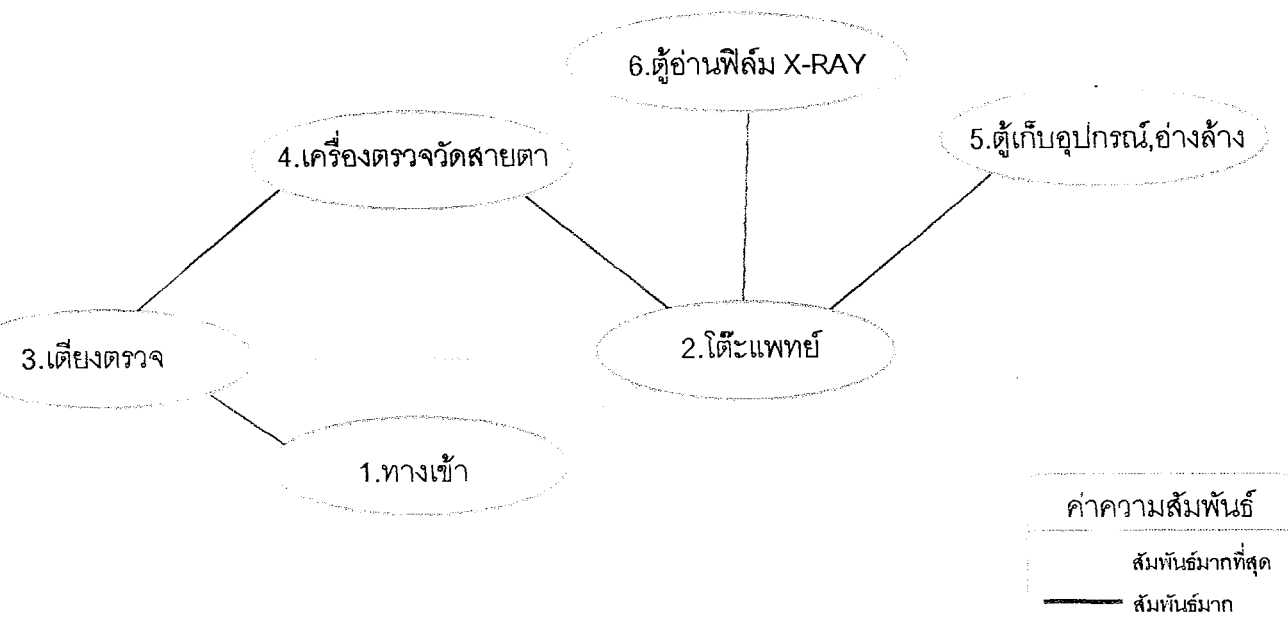 6.ตู้อ่านฟิล์ม X-RAY
5.ตู้เก็บอุปกรณ์,อ่างล้าง
4.เครื่องตรวจวัดสายตา
3.เตียงตรวจ
2.โต๊ะแพทย์
1.ทางเข้า
ค่าความสัมพันธ์
สัมพันธ์มากที่สุด
สัมพันธ์มาก